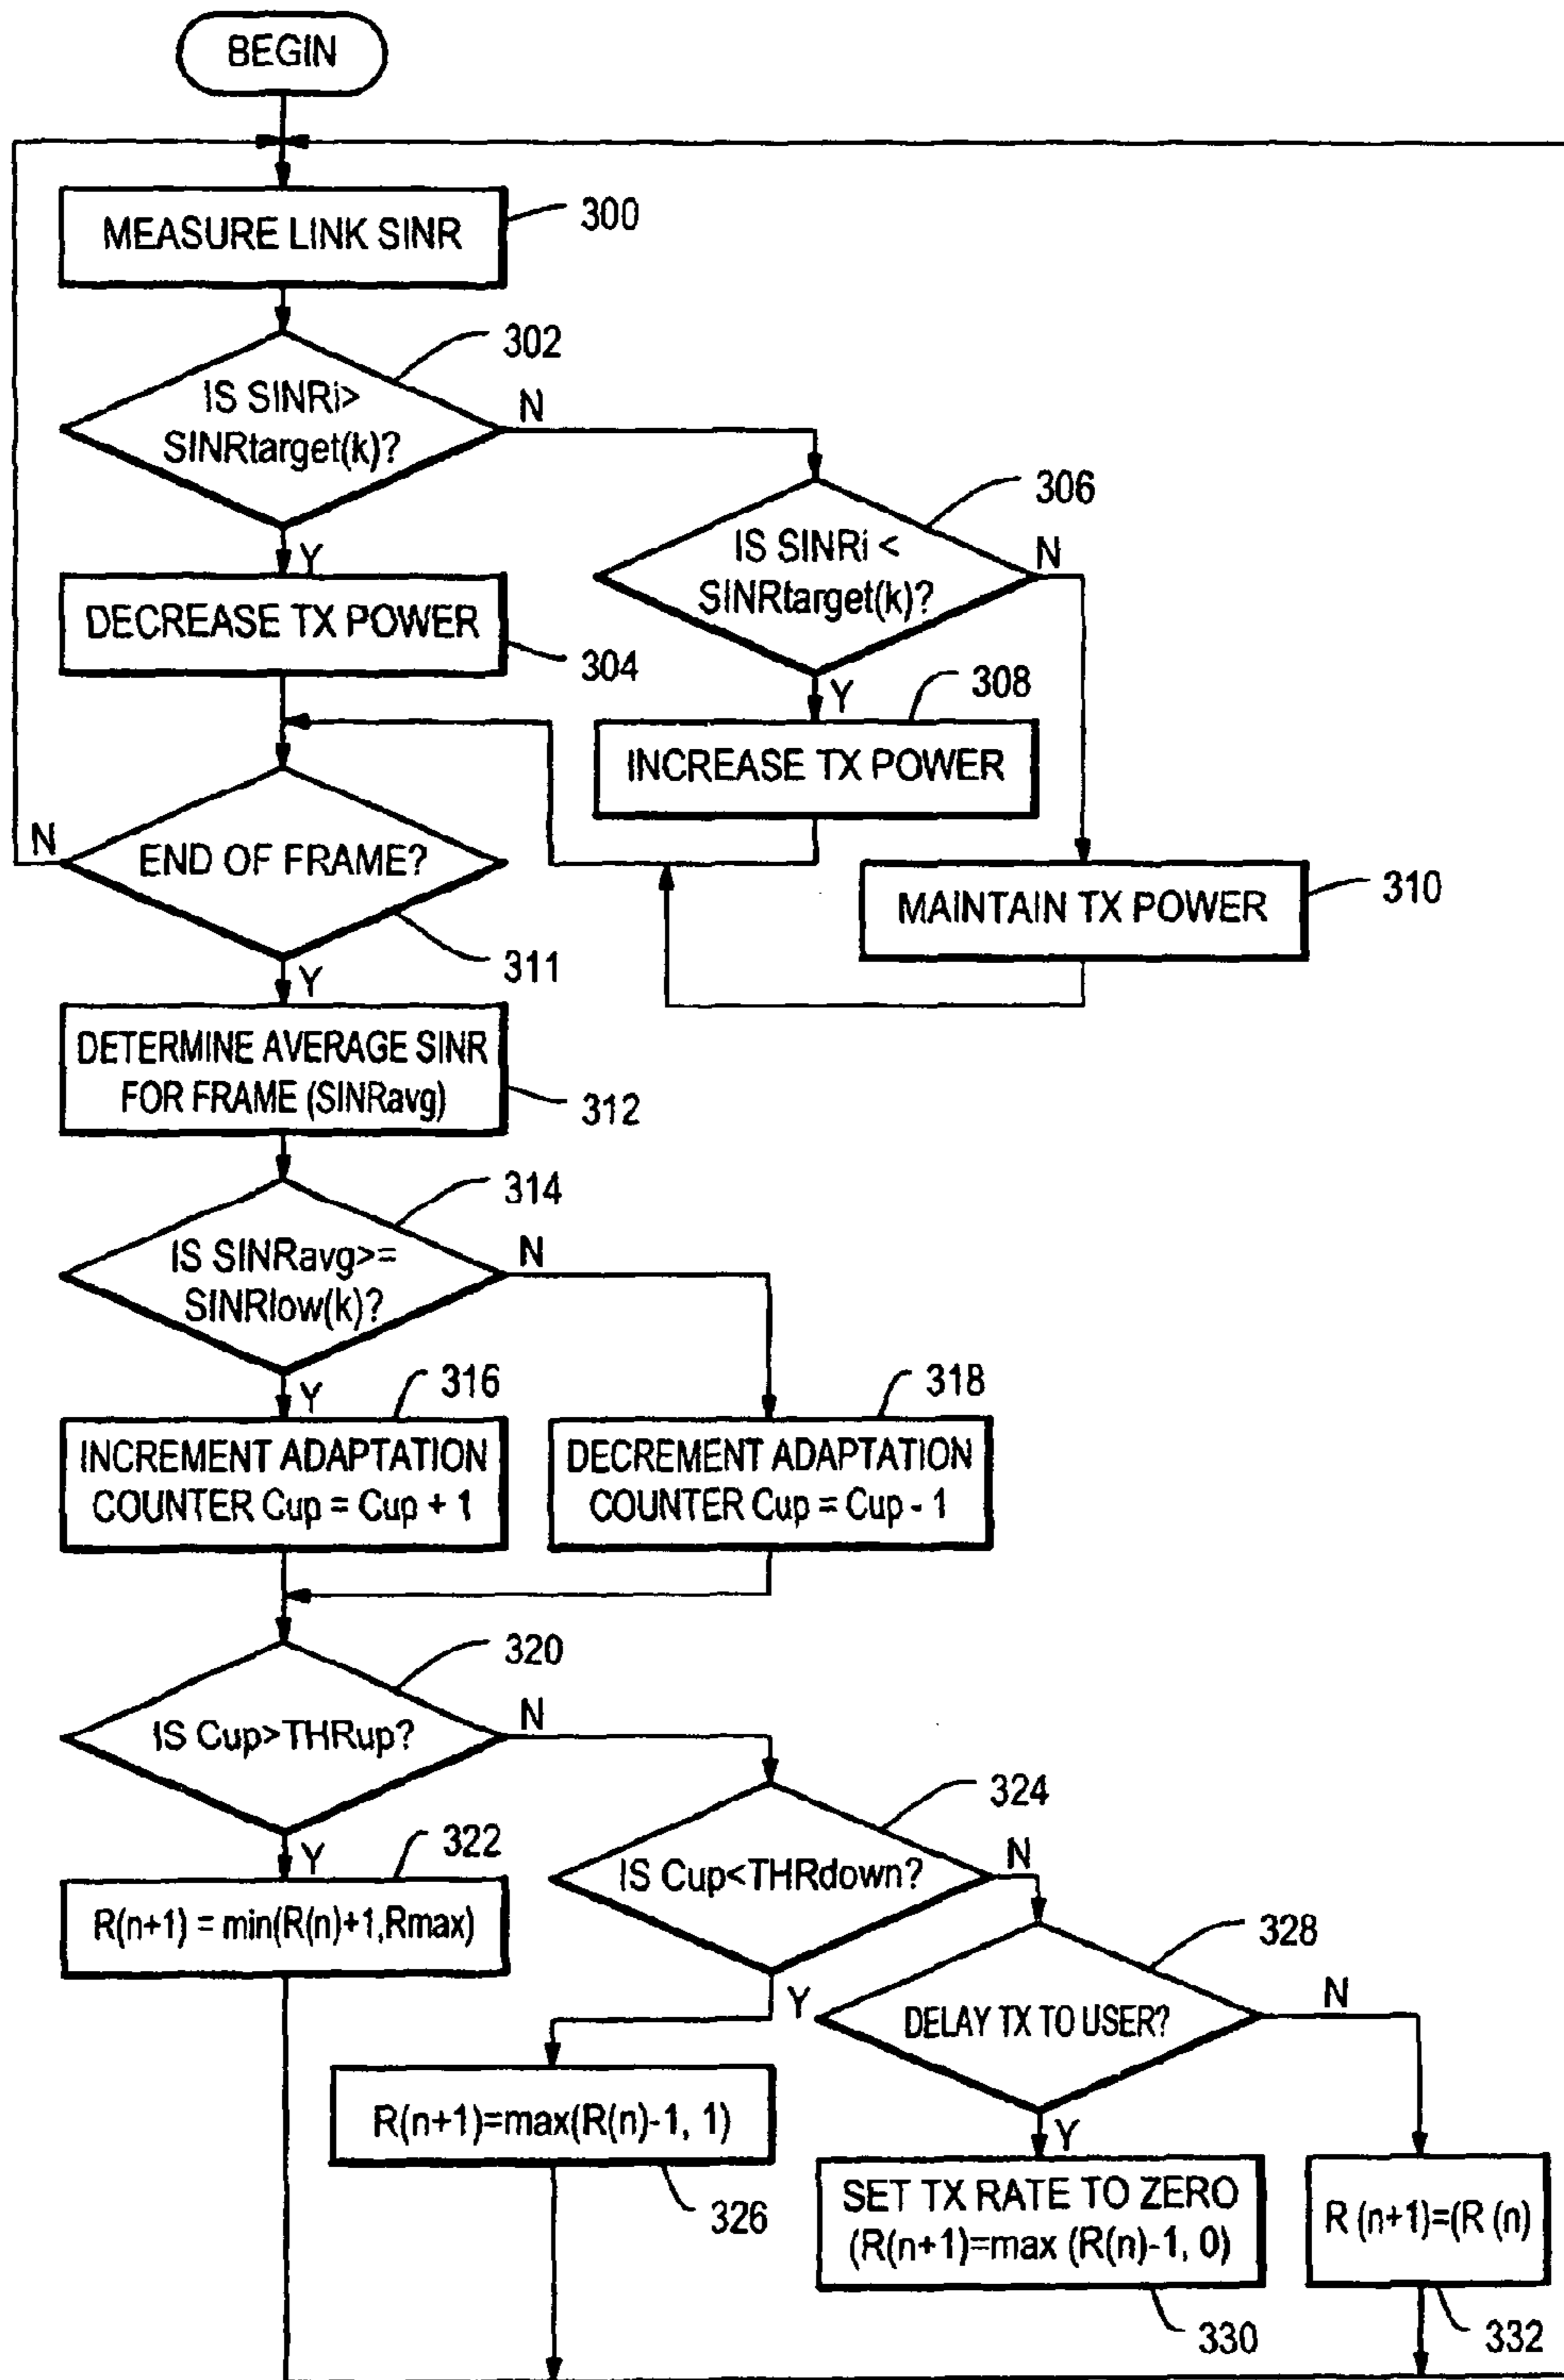 BEGIN
MEASURE LINK SINR
300
IS SINRi>
SINRtarget(k)?
302
N
Y
DECREASE TX POWER
304
IS SINRi <
SINRtarget(k)?
306
N
Y
308
INCREASE TX POWER
MAINTAIN TX POWER
310
N
END OF FRAME?
311
Y
DETERMINE AVERAGE SINR
FOR FRAME (SINRavg)
312
314
IS SINRavg>=
SINRlow(k)?
N
Y
316
INCREMENT ADAPTATION
COUNTER Cup = Cup + 1
318
DECREMENT ADAPTATION
COUNTER Cup = Cup - 1
320
IS Cup>THRup?
N
Y
322
R(n+1) = min(R(n)+1,Rmax)
324
IS Cup<THRdown?
N
Y
R(n+1)=max(R(n)-1, 1)
326
328
DELAY TX TO USER?
N
Y
SET TX RATE TO ZERO
(R(n+1)=max (R(n)-1, 0)
330
R (n+1)=(R (n)
332